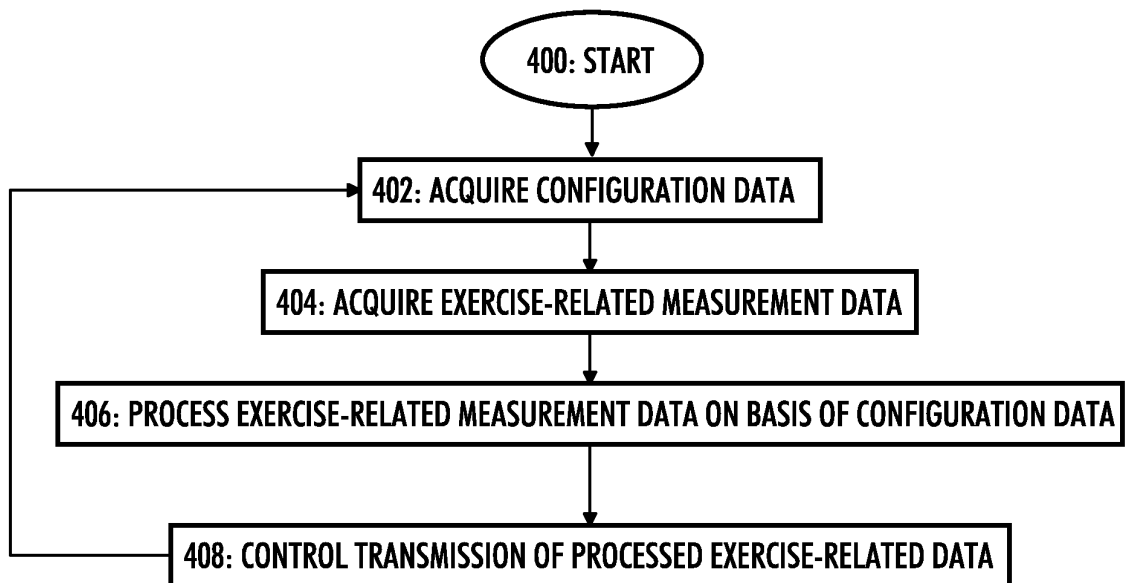 400: START
402: ACQUIRE CONFIGURATION DATA
404: ACQUIRE EXERCISE-RELATED MEASUREMENT DATA
406: PROCESS EXERCISE-RELATED MEASUREMENT DATA ON BASIS OF CONFIGURATION DATA
408: CONTROL TRANSMISSION OF PROCESSED EXERCISE-RELATED DATA